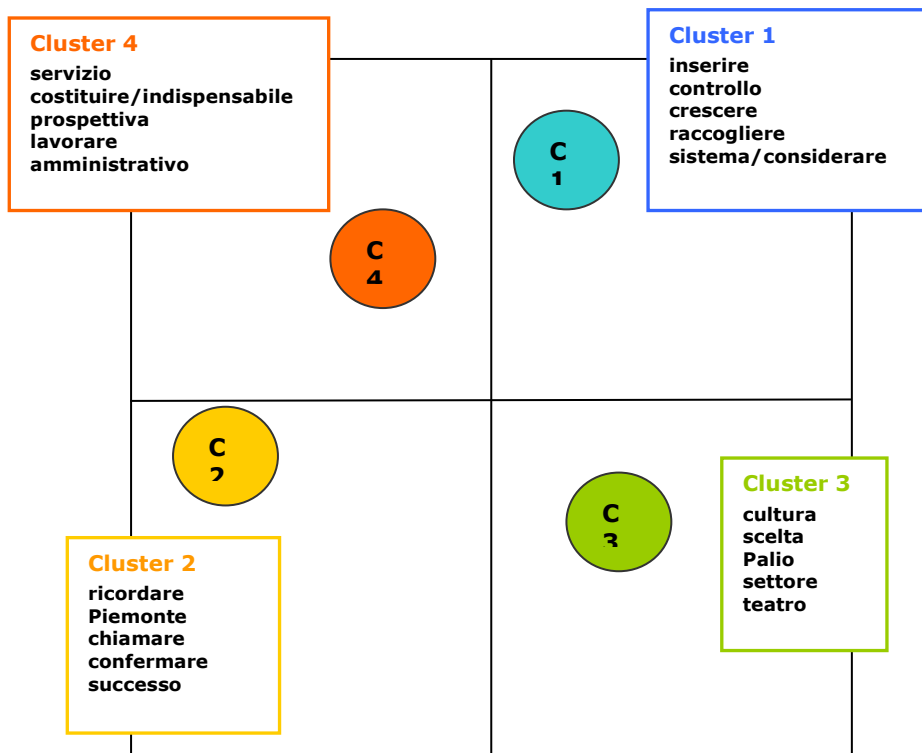 Cluster 4
servizio
costituire/indispensabile
prospettiva
lavorare
amministrativo
Cluster 1
inserire
controllo
crescere
raccogliere
sistema/considerare
C
1
C
4
C
2
C
3
Cluster 3
cultura
scelta
Palio
settore
teatro
Cluster 2
ricordare
Piemonte
chiamare
confermare
successo